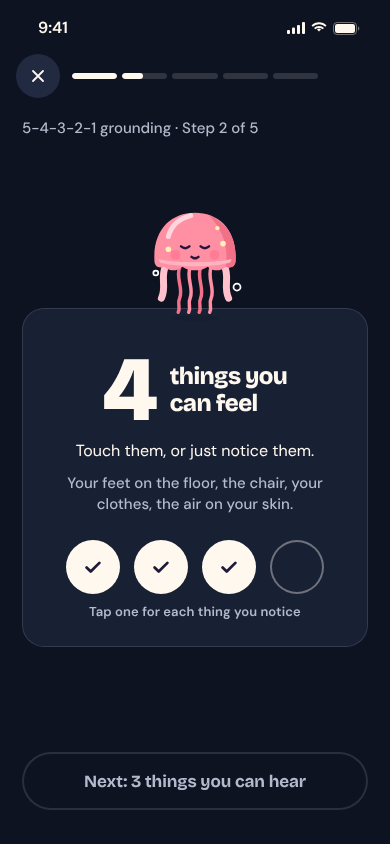 9:41
5-4-3-2-1 grounding · Step 2 of 5
4
things you
can feel
Touch them, or just notice them.
Your feet on the floor, the chair, your
clothes, the air on your skin.
Tap one for each thing you notice
Next: 3 things you can hear